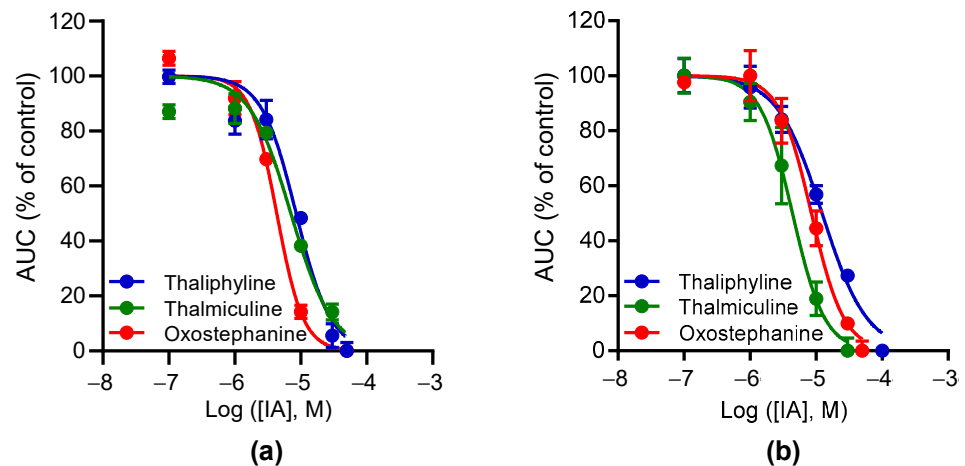 120
100
80
60
40
20
0
AUC (% of control)
Thaliphyline
Thalmiculine
Oxostephanine
−8 −7 −6 −5 −4 −3
Log ([IA], M)
(a)
120
100
80
60
40
20
0
AUC (% of control)
Thaliphyline
Thalmiculine
Oxostephanine
−8 −7 −6 −5 −4 −3
Log ([IA], M)
(b)